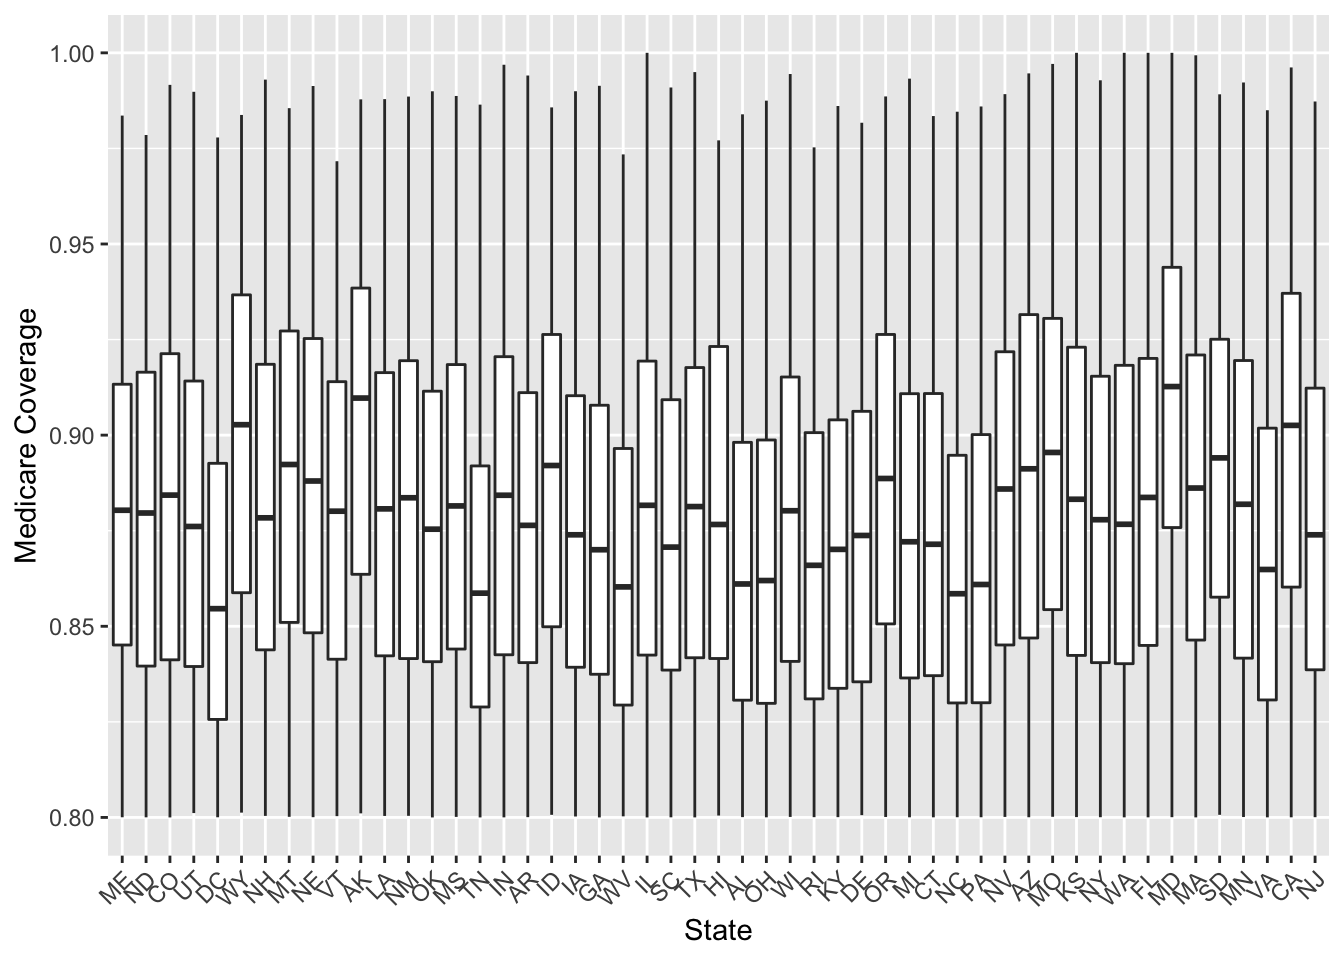 1.00
0.95
0.90
0.85
0.80
Medicare Coverage
ME ND CO UT DC WY NH MT NE VT AK LA NM OK MS TN IN AR ID IA GA WV IL SC TX HI AL OH WI RI KY DE OR MI CT NC PA NV AZ MO KS NY WA FL MD MA SD MN VA CA NJ
State